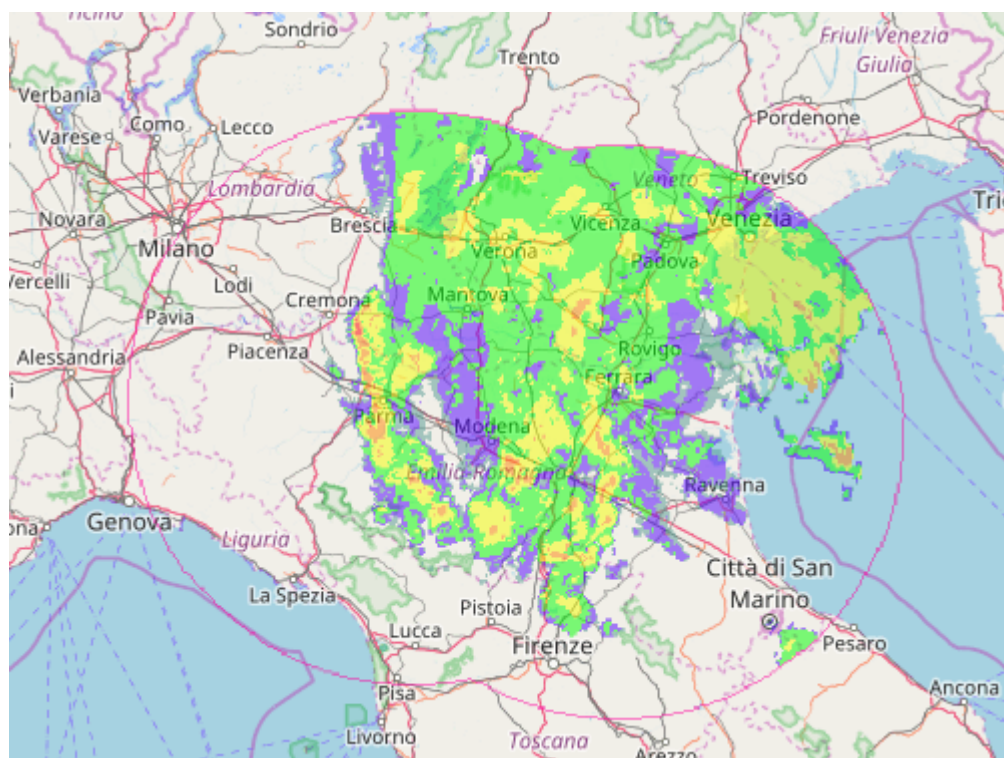 Ticino
Sondrio
Trento
Friuli Venezia
Giulia
Verbania
Varese
Como
Lecco
Pordenone
Lombardia
Veneto
Treviso
Novara
Milano
Brescia
Vicenza
Venezia
Verona
Padova
Vercelli
Lodi
Cremona
Mantova
Pavia
Rovigo
Alessandria
Piacenza
Ferrara
Parma
Modena
Emilia-Romagna
Ravenna
Genova
Liguria
Città di San
Marino
La Spezia
Pistoia
Lucca
Firenze
Pesaro
Pisa
Ancona
Livorno
Toscana
Arezzo